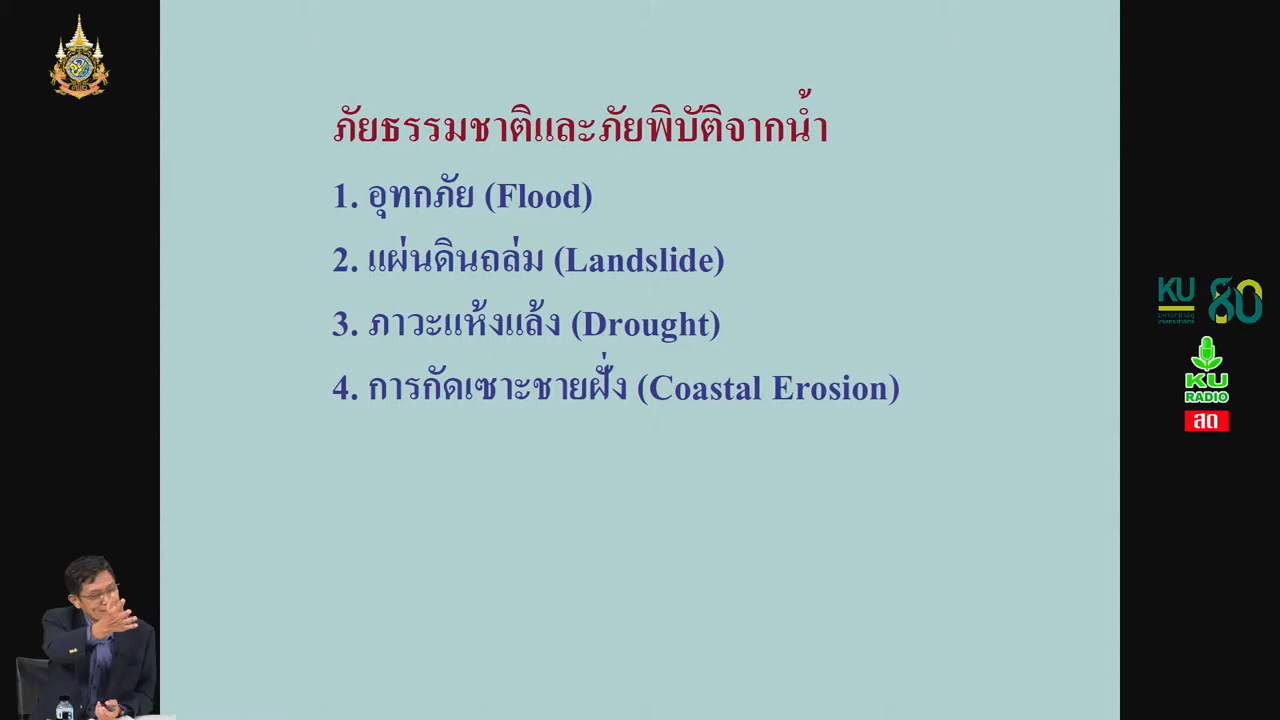 ภัยธรรมชาติและภัยพิบัติจากน้ำ
1. อุทกภัย (Flood)
2. แผ่นดินถล่ม (Landslide)
3. ภาวะแห้งแล้ง (Drought)
4. การกัดเซาะชายฝั่ง (Coastal Erosion)
KU 80
KU
RADIO
สด